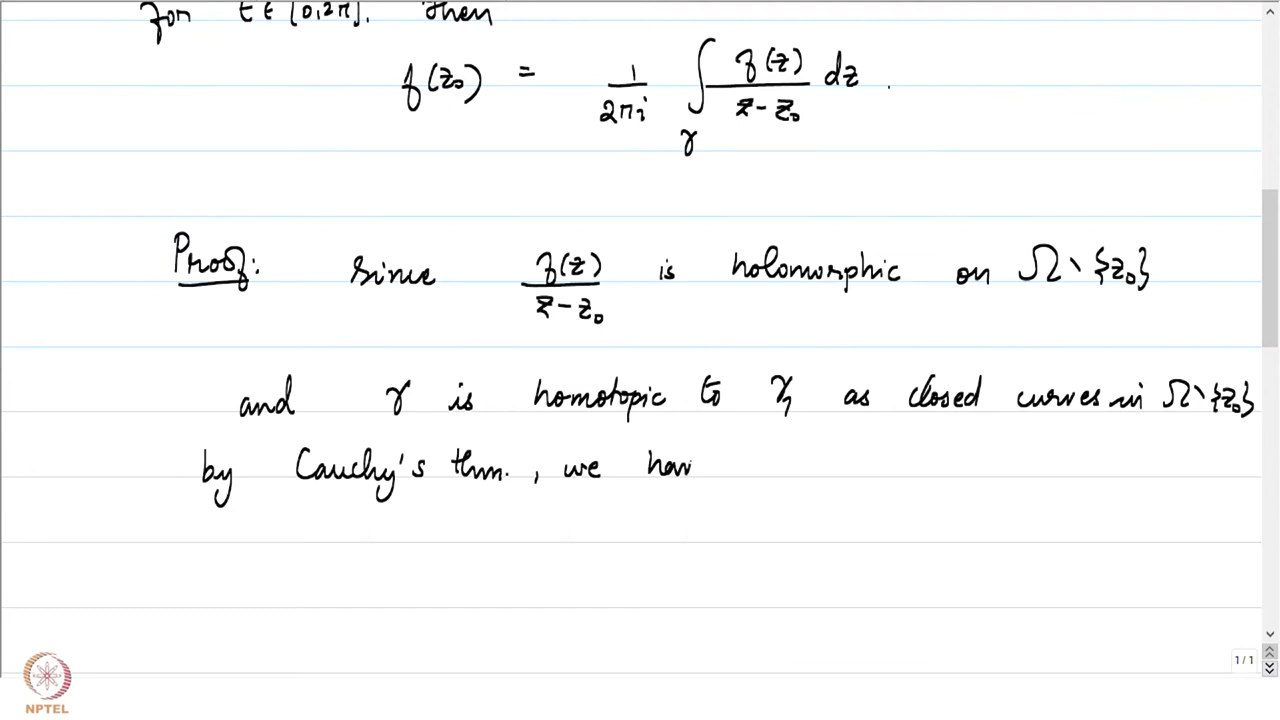 for t ∈ [0,2π]. Then
f(z₀) = 1/2πi ∫_γ f(z)/(z-z₀) dz.
Proof: Since f(z)/(z-z₀) is holomorphic on Ω∖{z₀}
and γ is homotopic to γ₁ as closed curves in Ω∖{z₀}
by Cauchy's thm., we hav
1/1
NPTEL